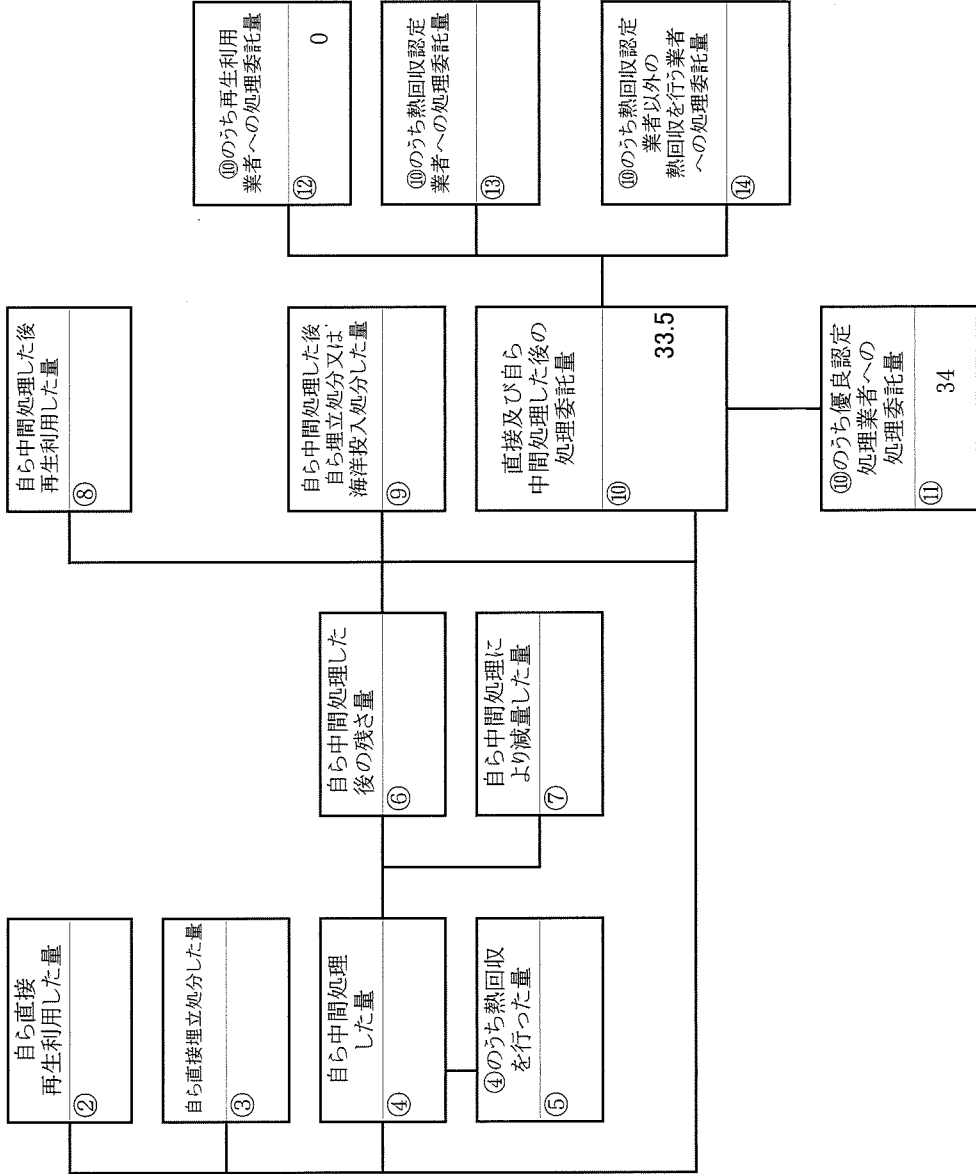 自ら直接
再生利用した量
②
自ら直接埋立処分した量
③
自ら中間処理
した量
④
④のうち熱回収
を行った量
⑤
自ら中間処理した
後の残さ量
⑥
自ら中間処理に
より減量した量
⑦
自ら中間処理した後
再生利用した量
⑧
自ら中間処理した後
自ら埋立処分又は
海洋投入処分した量
⑨
直接及び自ら
中間処理した後の
処理委託量
⑩
33.5
⑩のうち優良認定
処理業者への
処理委託量
⑪
34
⑩のうち再生利用
業者への処理委託量
⑫
0
⑩のうち熱回収認定
業者への処理委託量
⑬
⑩のうち熱回収認定
業者以外の
熱回収を行う業者
への処理委託量
⑭